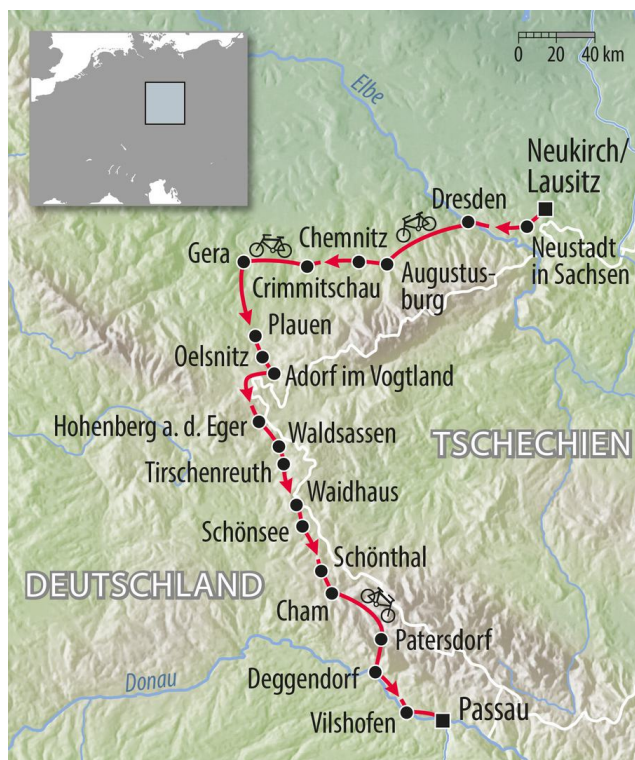 0 20 40 km
Elbe
Neukirch/
Lausitz
Dresden
Neustadt
in Sachsen
Chemnitz
Gera
Augustus-
burg
Crimmitschau
Plauen
Oelsnitz
Adorf im Vogtland
Hohenberg a. d. Eger
Waldsassen
TSCHECHIEN
Tirschenreuth
Waidhaus
Schönsee
Schönthal
DEUTSCHLAND
Cham
Patersdorf
Deggendorf
Donau
Vilshofen
Passau